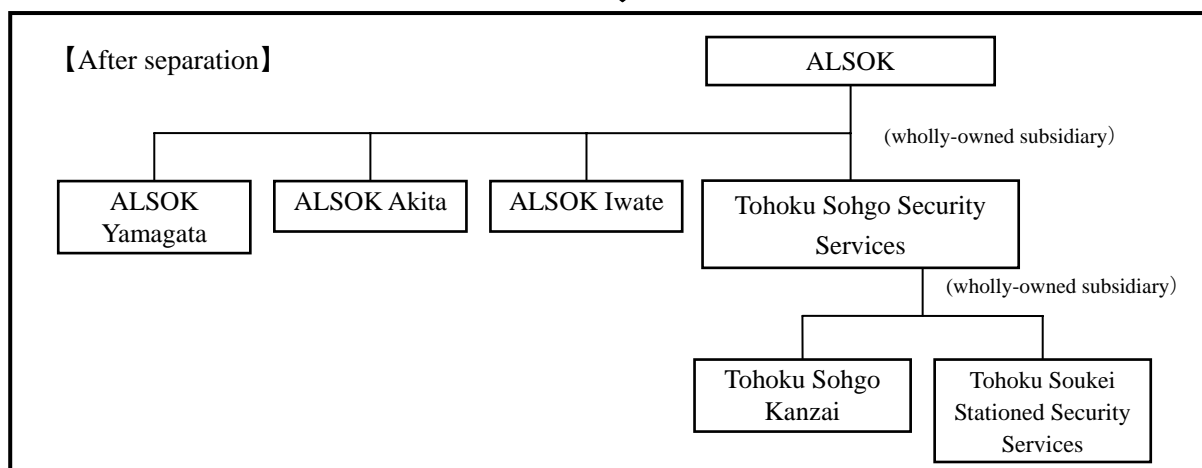 【After separation】
ALSOK
(wholly-owned subsidiary）
ALSOK
Yamagata
ALSOK Akita
ALSOK Iwate
Tohoku Sohgo Security
Services
(wholly-owned subsidiary）
Tohoku Sohgo
Kanzai
Tohoku Soukei
Stationed Security
Services